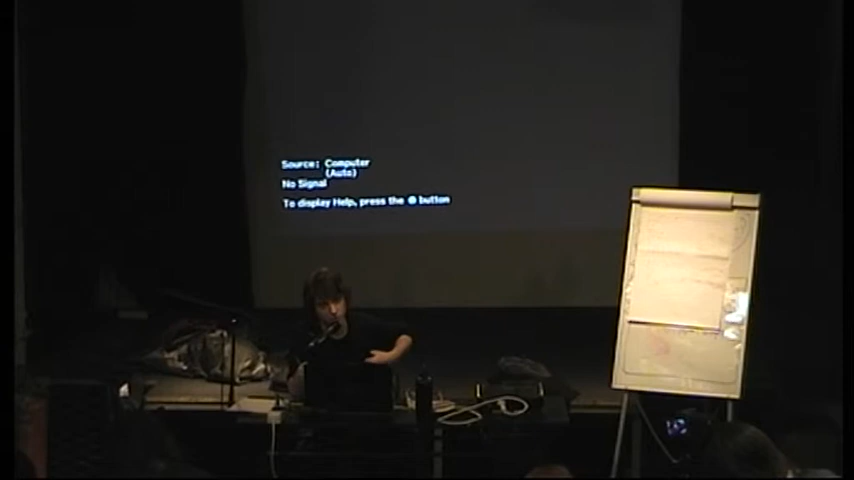 Source: Computer
(Auto)
No Signal
To display Help, press the button